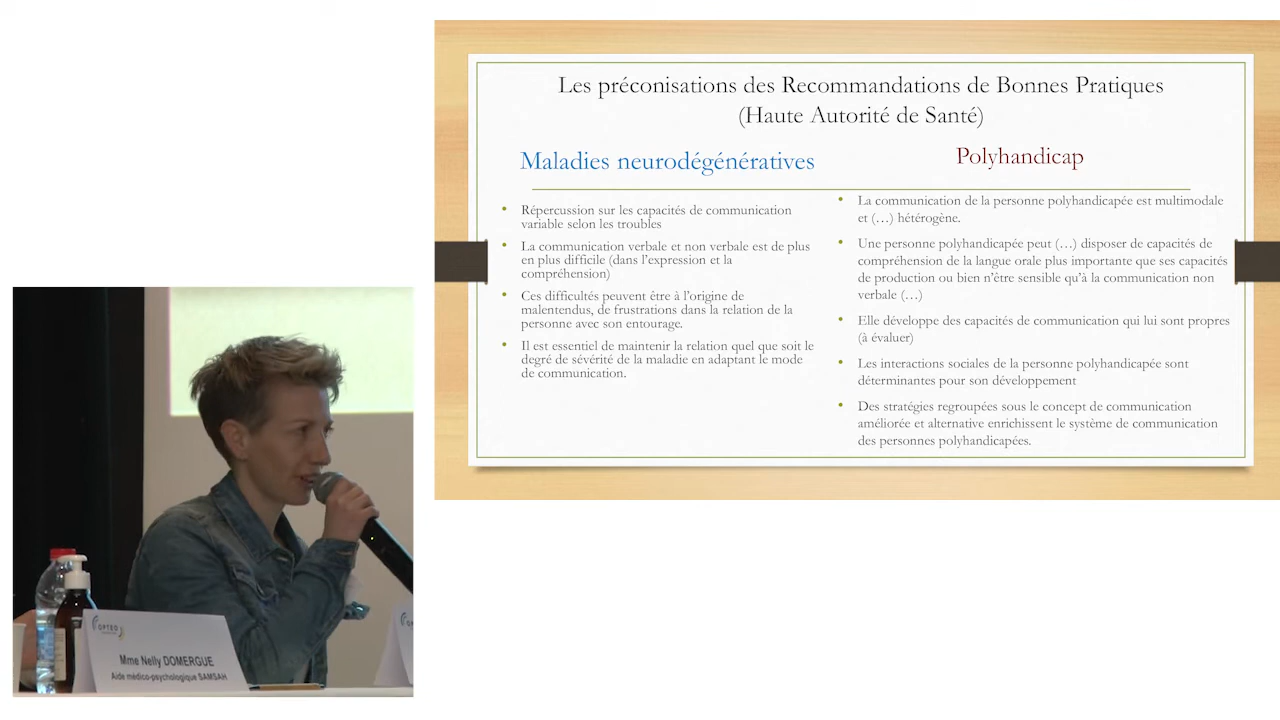 Les préconisations des Recommandations de Bonnes Pratiques
(Haute Autorité de Santé)
Maladies neurodégénératives
• Répercussion sur les capacités de communication
variable selon les troubles
• La communication verbale et non verbale est de plus
en plus difficile (dans l'expression et la
compréhension)
• Ces difficultés peuvent être à l'origine de
malentendus, de frustrations dans la relation de la
personne avec son entourage.
• Il est essentiel de maintenir la relation quel que soit le
degré de sévérité de la maladie en adaptant le mode
de communication.
Polyhandicap
• La communication de la personne polyhandicapée est multimodale
et (…) hétérogène.
• Une personne polyhandicapée peut (…) disposer de capacités de
compréhension de la langue orale plus importante que ses capacités
de production ou bien n'être sensible qu'à la communication non
verbale (…)
• Elle développe des capacités de communication qui lui sont propres
(à évaluer)
• Les interactions sociales de la personne polyhandicapée sont
déterminantes pour son développement
• Des stratégies regroupées sous le concept de communication
améliorée et alternative enrichissent le système de communication
des personnes polyhandicapées.
OPTEO
Mme Nelly DOMERGUE
Aide médico-psychologique SAMSAH